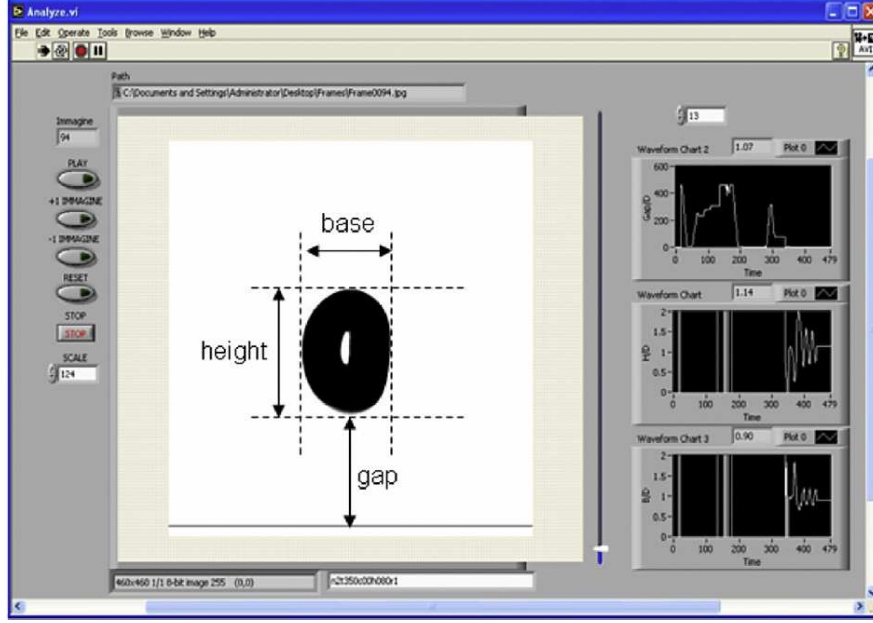 Analyze.vi
File Edit Operate Tools Browse Window Help
Path
C:\Documents and Settings\Administrator\Desktop\Frames\Frame0094.jpg
Immagine
94
PLAY
+1 IMMAGINE
-1 IMMAGINE
RESET
STOP
STOP
SCALE
124
base
height
gap
460x460 1/1 8-bit image 255 (0,0)
n2t350c00h080r1
13
Waveform Chart 2 1.07 Plot 0
Gap/D
600
400
200
0
0 100 200 300 400 479
Time
Waveform Chart 1.14 Plot 0
H/D
2
1.5
1
0.5
0
0 100 200 300 400 479
Time
Waveform Chart 3 0.90 Plot 0
B/D
2
1.5
1
0.5
0
0 100 200 300 400 479
Time